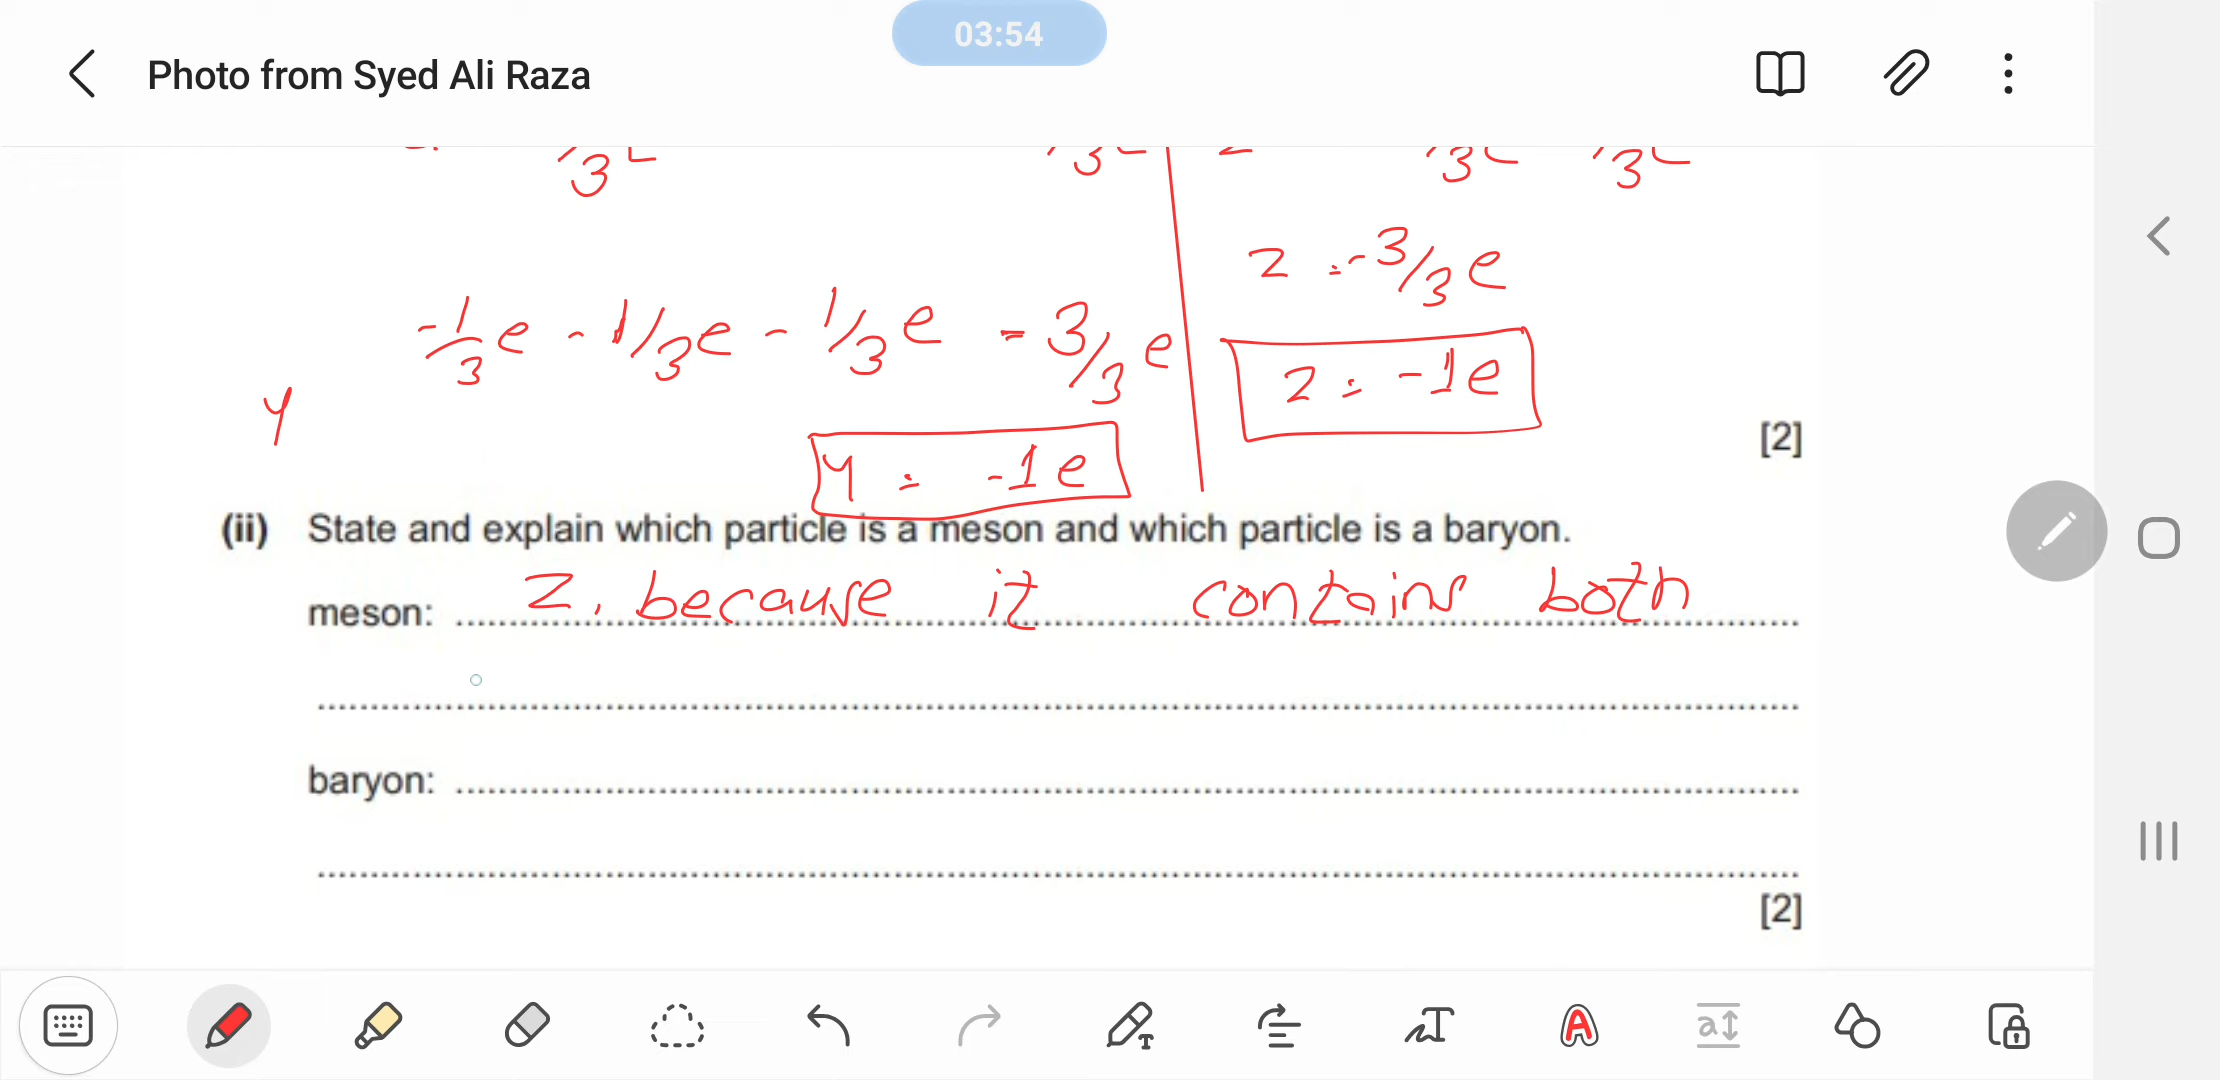 03:54
Photo from Syed Ali Raza
z = -3/3 e
-1/3 e - 1/3 e - 1/3 e = 3/3 e
z = -1e
y
[2]
y = -1e
(ii) State and explain which particle is a meson and which particle is a baryon.
meson: z, because it contains both
baryon:
[2]